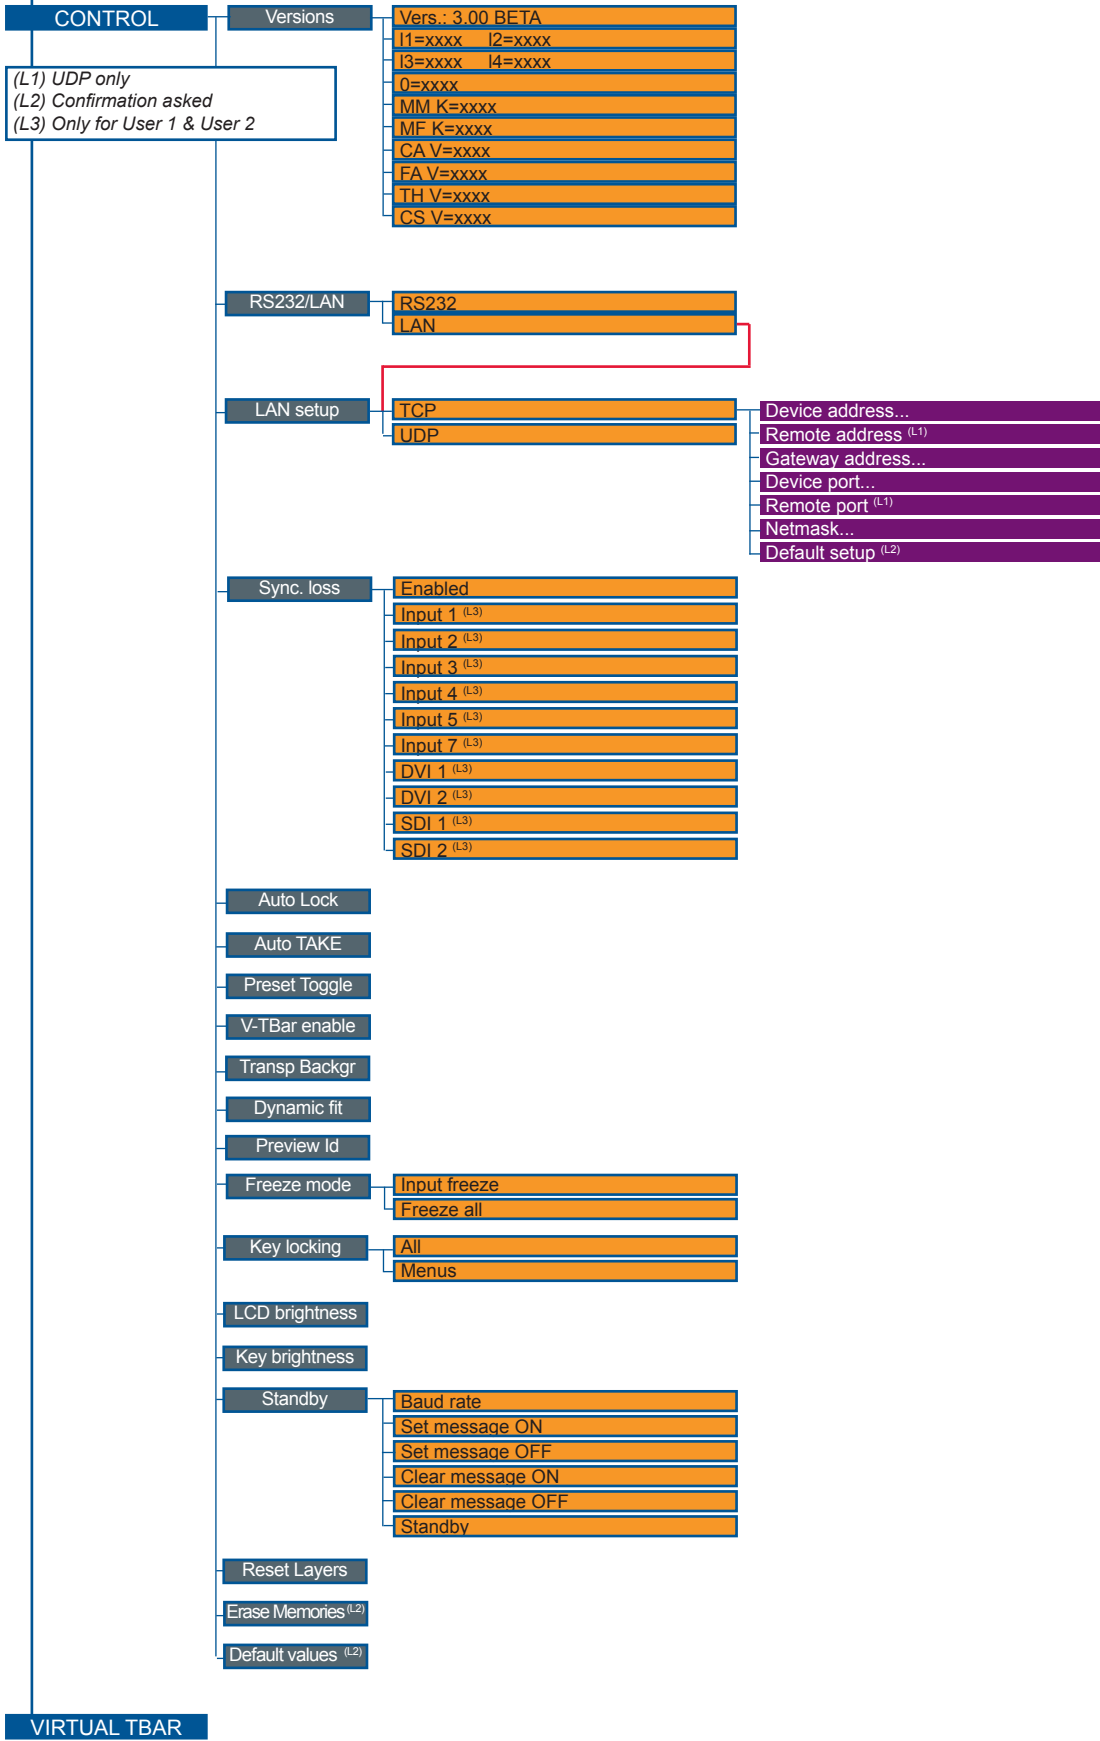 CONTROL
(L1) UDP only
(L2) Confirmation asked
(L3) Only for User 1 & User 2
Versions
Vers.: 3.00 BETA
I1=xxxx I2=xxxx
I3=xxxx I4=xxxx
0=xxxx
MM K=xxxx
MF K=xxxx
CA V=xxxx
FA V=xxxx
TH V=xxxx
CS V=xxxx
RS232/LAN
RS232
LAN
LAN setup
TCP
UDP
Device address...
Remote address (L1)
Gateway address...
Device port...
Remote port (L1)
Netmask...
Default setup (L2)
Sync. loss
Enabled
Input 1 (L3)
Input 2 (L3)
Input 3 (L3)
Input 4 (L3)
Input 5 (L3)
Input 7 (L3)
DVI 1 (L3)
DVI 2 (L3)
SDI 1 (L3)
SDI 2 (L3)
Auto Lock
Auto TAKE
Preset Toggle
V-TBar enable
Transp Backgr
Dynamic fit
Preview Id
Freeze mode
Input freeze
Freeze all
Key locking
All
Menus
LCD brightness
Key brightness
Standby
Baud rate
Set message ON
Set message OFF
Clear message ON
Clear message OFF
Standby
Reset Layers
Erase Memories (L2)
Default values (L2)
VIRTUAL TBAR